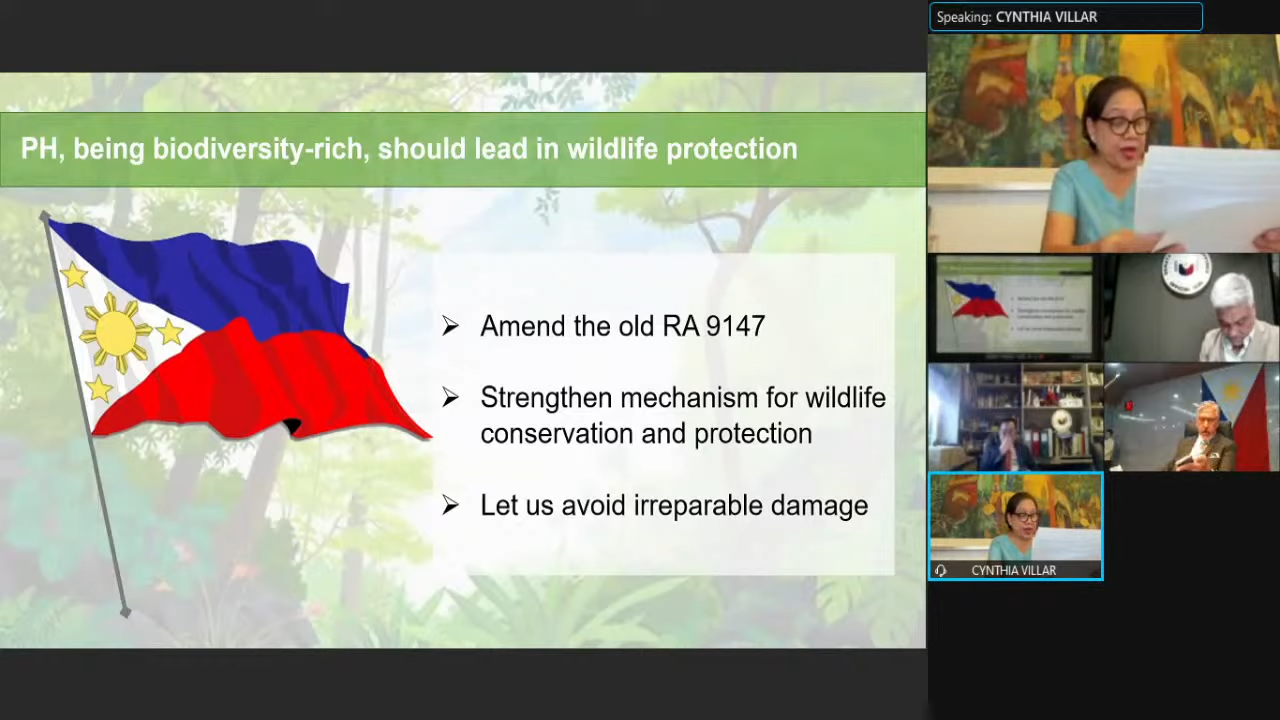 Speaking: CYNTHIA VILLAR
PH, being biodiversity-rich, should lead in wildlife protection
➢ Amend the old RA 9147
➢ Strengthen mechanism for wildlife
conservation and protection
➢ Let us avoid irreparable damage
CYNTHIA VILLAR